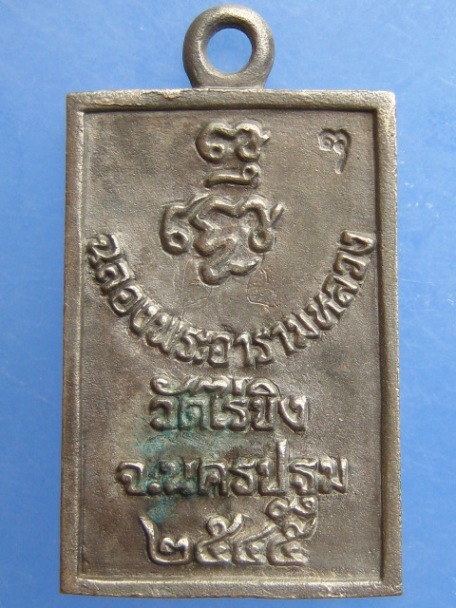 ฉลองพระอารามหลวง
วัดไร่ขิง
จ.นครปฐม
๒๕๔๕